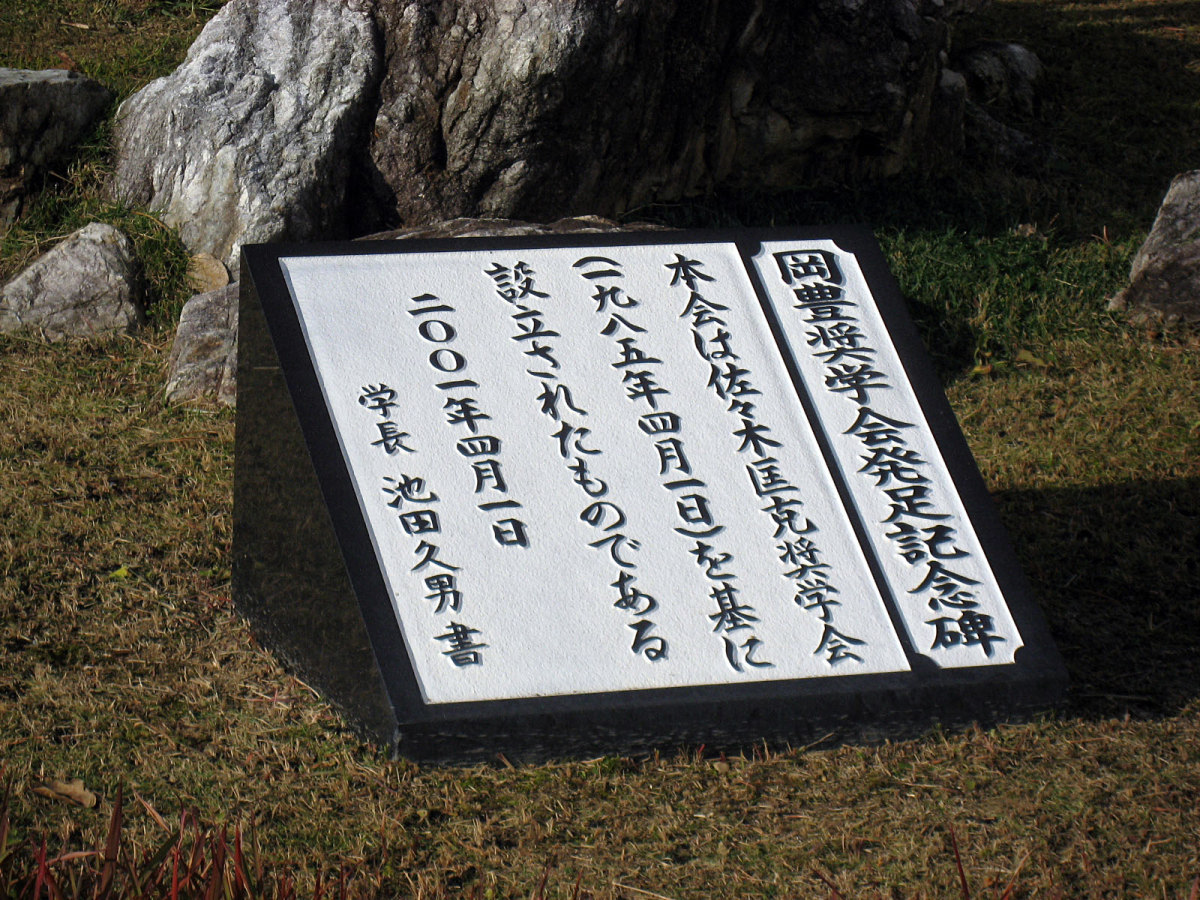 岡豊奨学会発足記念碑
本会は佐々木匡克奨学会
(一九八五年四月一日)を基に
設立されたものである
二〇〇一年四月一日
学長 池田久男 書